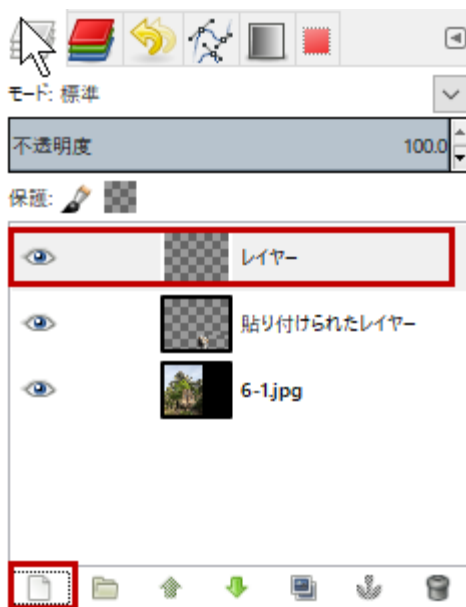 モード: 標準
不透明度 100.0
保護:
レイヤー
貼り付けられたレイヤー
6-1.jpg